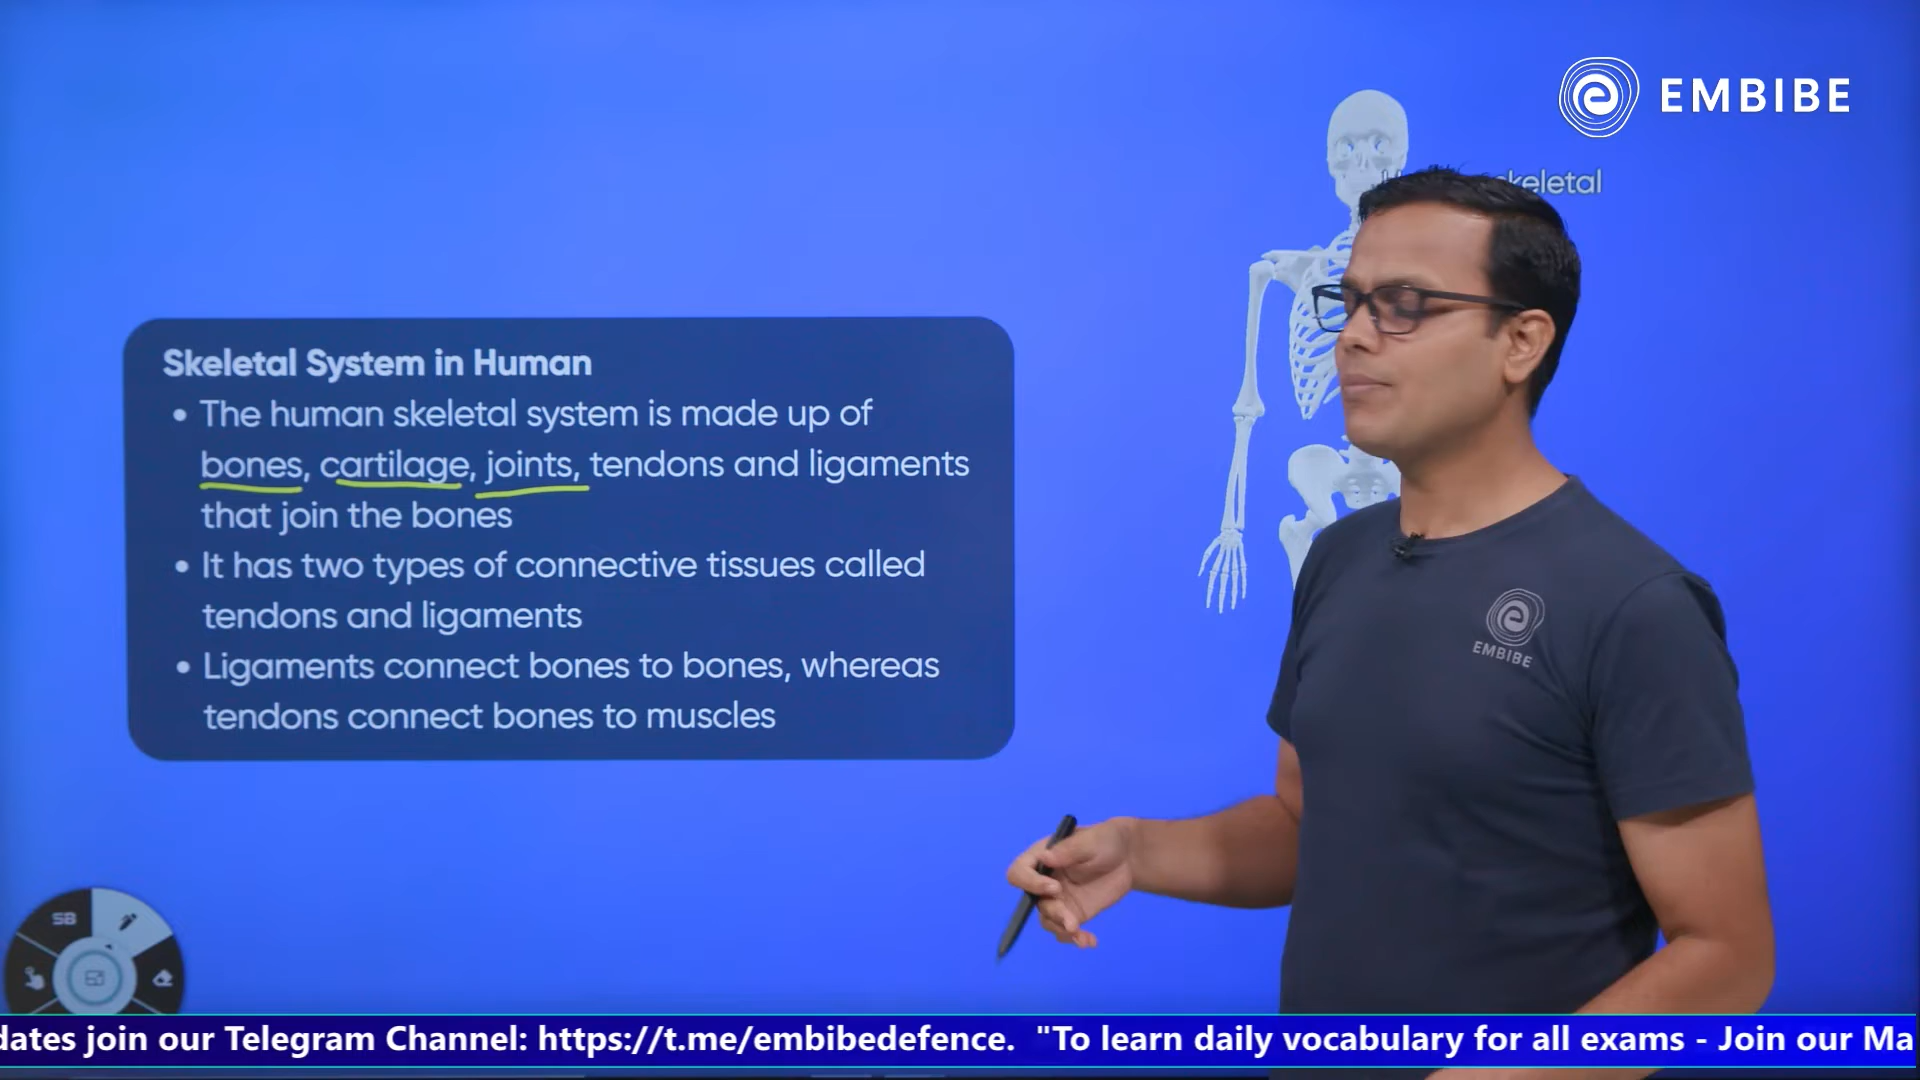 EMBIBE
skeletal
Skeletal System in Human
• The human skeletal system is made up of
bones, cartilage, joints, tendons and ligaments
that join the bones
• It has two types of connective tissues called
tendons and ligaments
• Ligaments connect bones to bones, whereas
tendons connect bones to muscles
EMBIBE
SB
dates join our Telegram Channel: https://t.me/embibedefence. "To learn daily vocabulary for all exams - Join our Ma